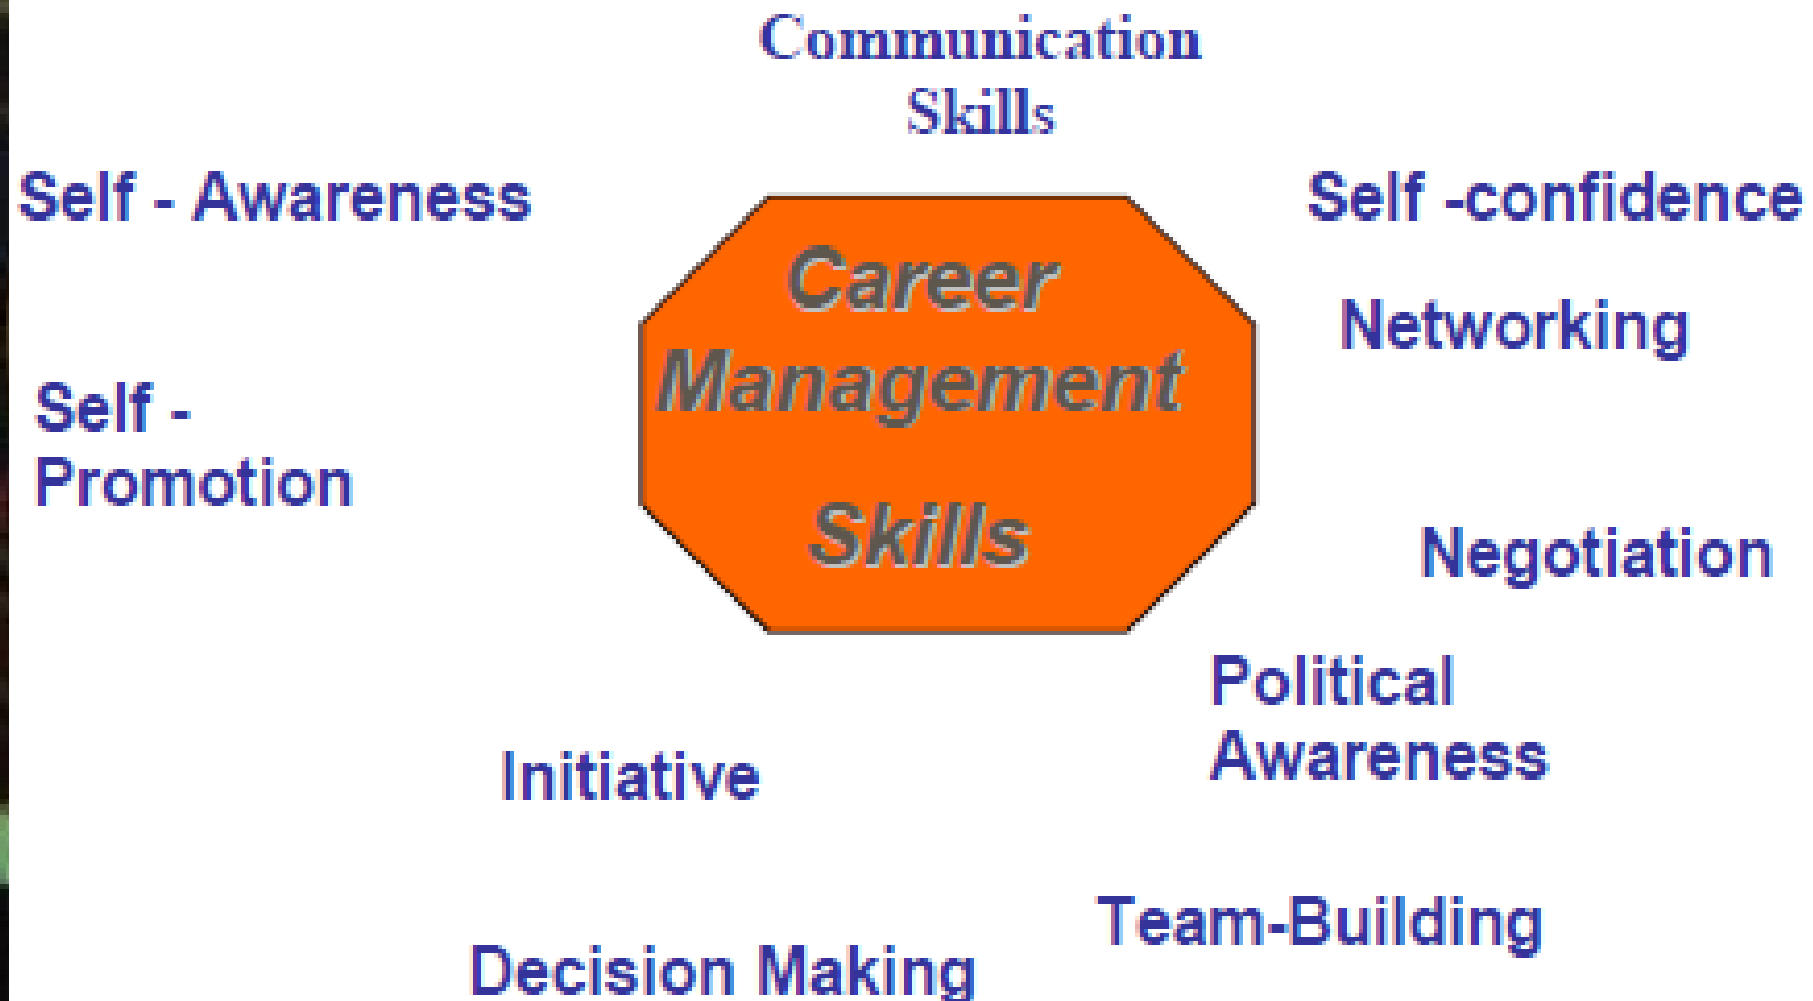 Communication
Skills
Self - Awareness
Self -confidence
Career
Management
Skills
Networking
Self -
Promotion
Negotiation
Political
Awareness
Initiative
Team-Building
Decision Making